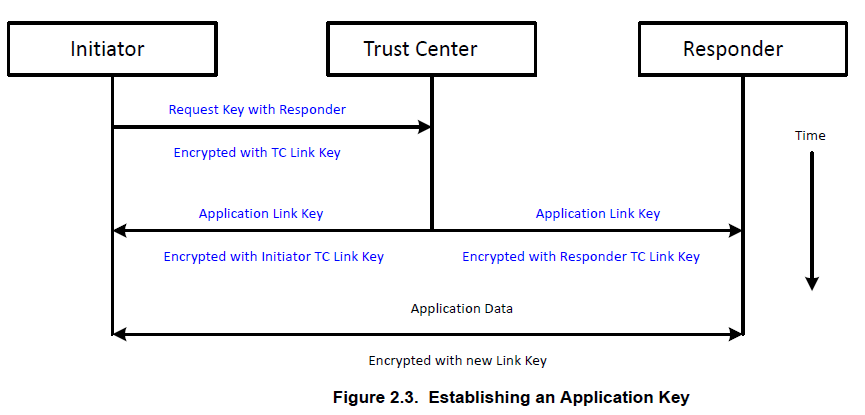 Initiator
Trust Center
Responder
Request Key with Responder
Encrypted with TC Link Key
Time
Application Link Key
Application Link Key
Encrypted with Initiator TC Link Key
Encrypted with Responder TC Link Key
Application Data
Encrypted with new Link Key
Figure 2.3. Establishing an Application Key